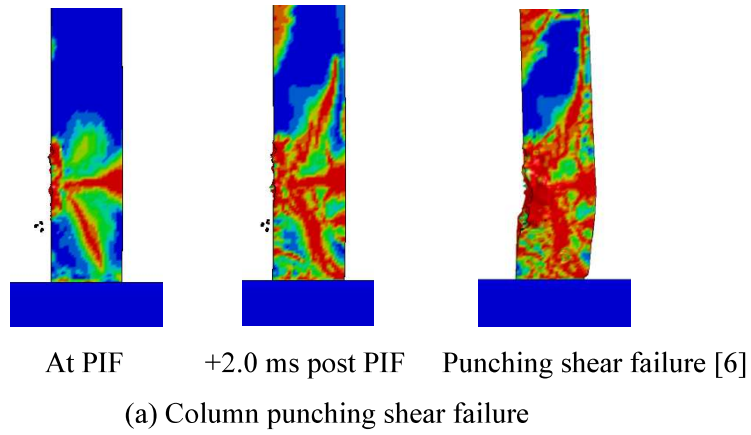 At PIF +2.0 ms post PIF Punching shear failure [6]
(a) Column punching shear failure